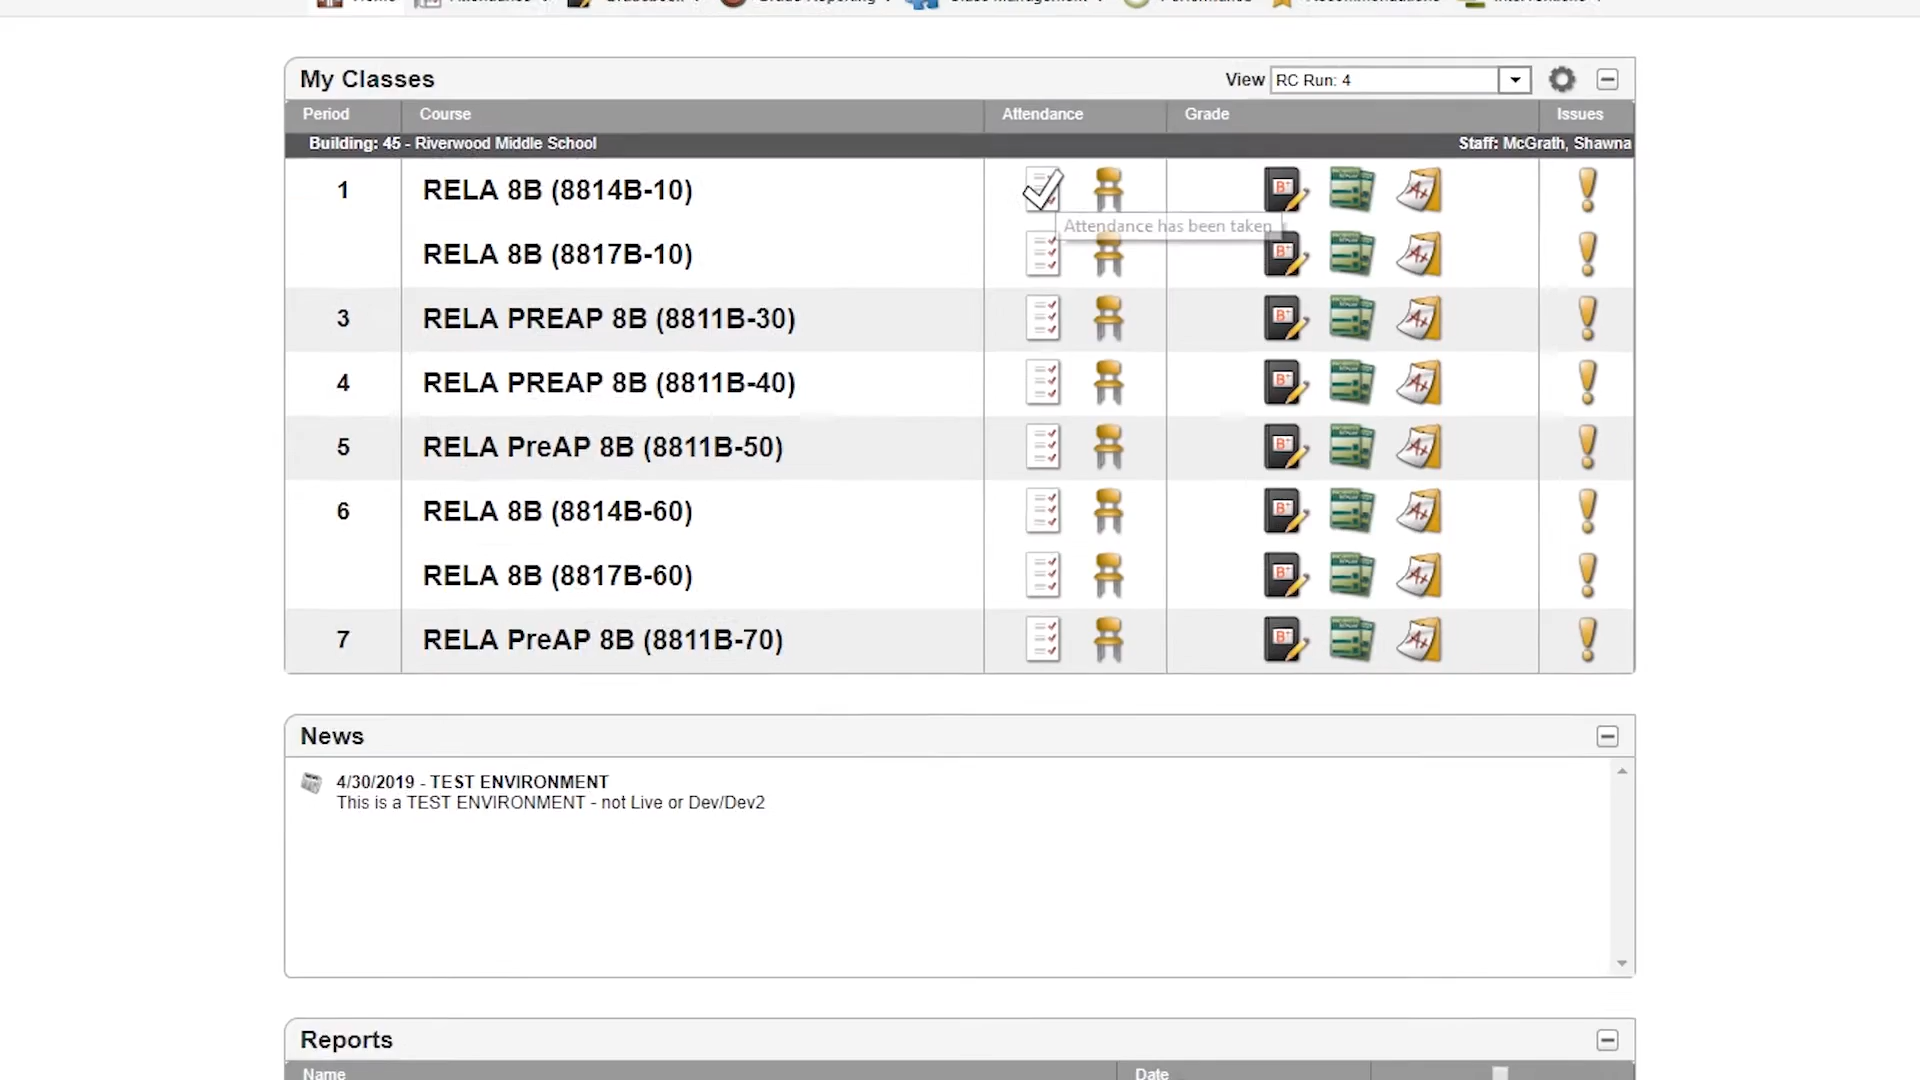 My Classes
View RC Run: 4
Period Course Attendance Grade Issues
Building: 45 - Riverwood Middle School Staff: McGrath, Shawna
1 RELA 8B (8814B-10)
Attendance has been taken
RELA 8B (8817B-10)
3 RELA PREAP 8B (8811B-30)
4 RELA PREAP 8B (8811B-40)
5 RELA PreAP 8B (8811B-50)
6 RELA 8B (8814B-60)
RELA 8B (8817B-60)
7 RELA PreAP 8B (8811B-70)
News
4/30/2019 - TEST ENVIRONMENT
This is a TEST ENVIRONMENT - not Live or Dev/Dev2
Reports
Name Date